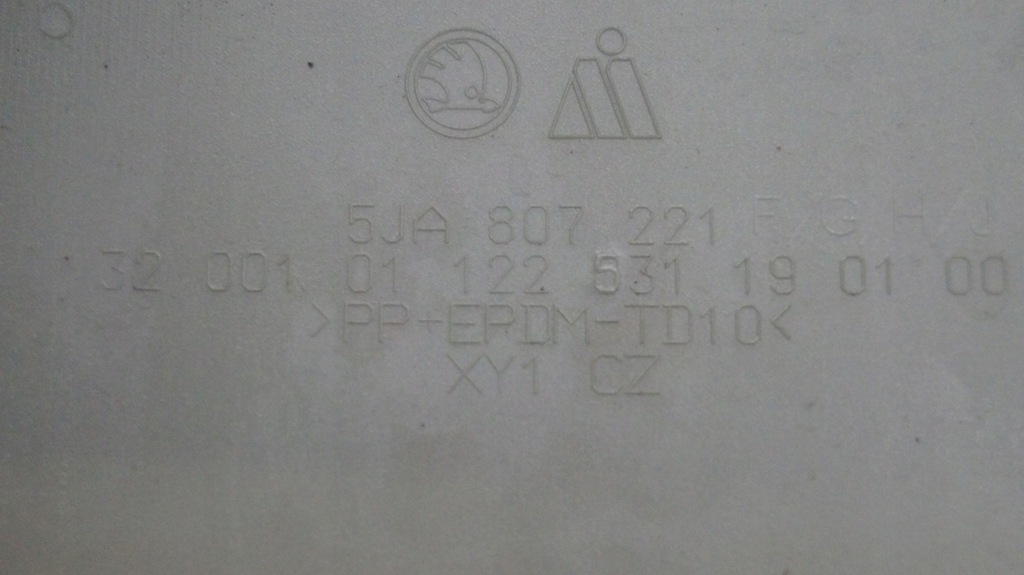 5JA 807 221 F/G H/J
32 001 01 122 531 19 01 00
>PP+EPDM-TD10<
XY1 CZ